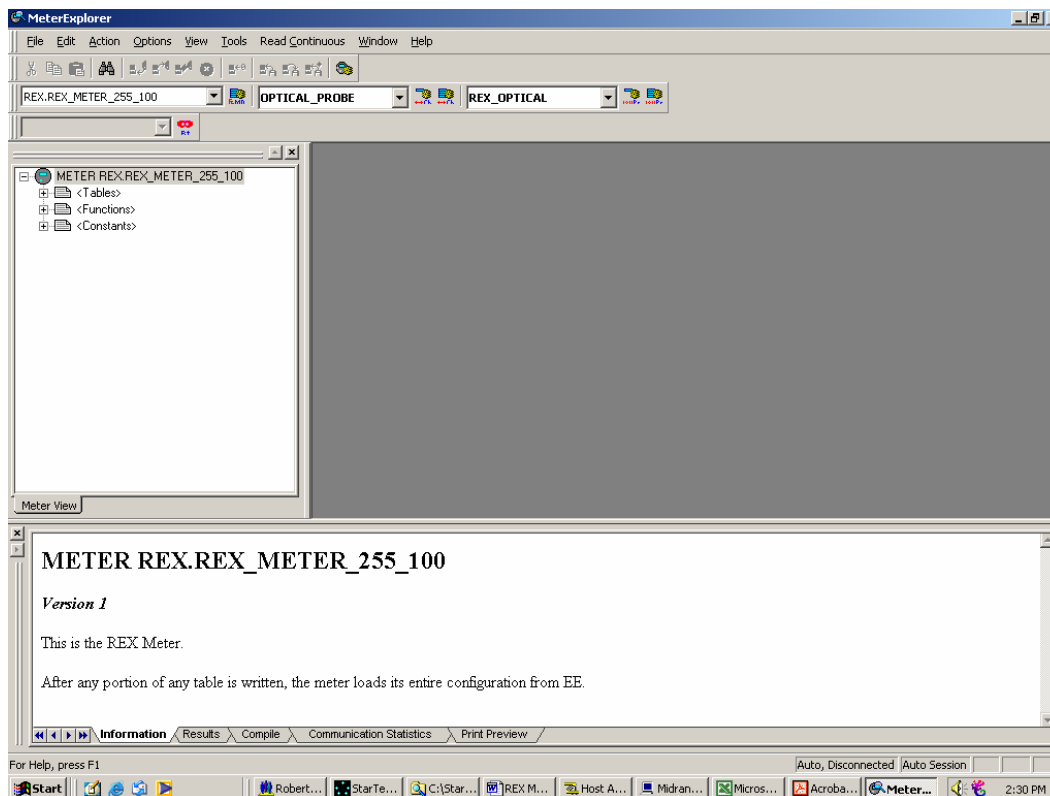 MeterExplorer
File Edit Action Options View Tools Read Continuous Window Help
REX.REX_METER_255_100 OPTICAL_PROBE REX_OPTICAL
METER REX.REX_METER_255_100
<Tables>
<Functions>
<Constants>
Meter View
METER REX.REX_METER_255_100
Version 1
This is the REX Meter.
After any portion of any table is written, the meter loads its entire configuration from EE.
Information Results Compile Communication Statistics Print Preview
For Help, press F1 Auto, Disconnected Auto Session
Start Robert... StarTe... C:\Star... REX M... Host A... Midran... Micros... Acroba... Meter... 2:30 PM